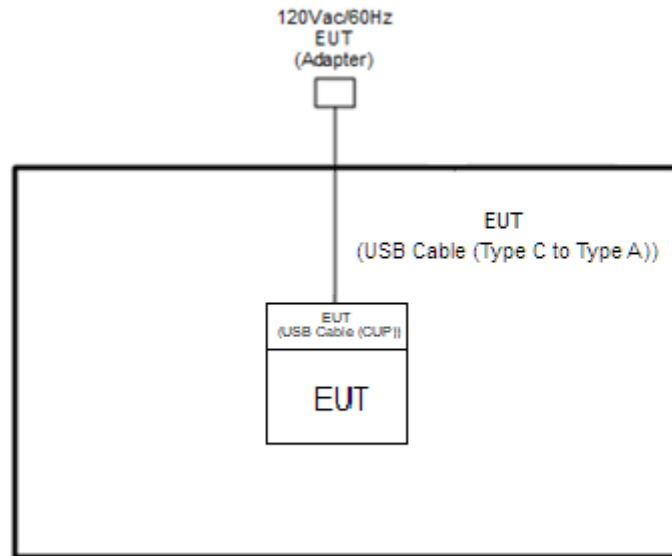 120Vac/60Hz
EUT
(Adapter)
EUT
(USB Cable (Type C to Type A))
EUT
(USB Cable (CUP))
EUT